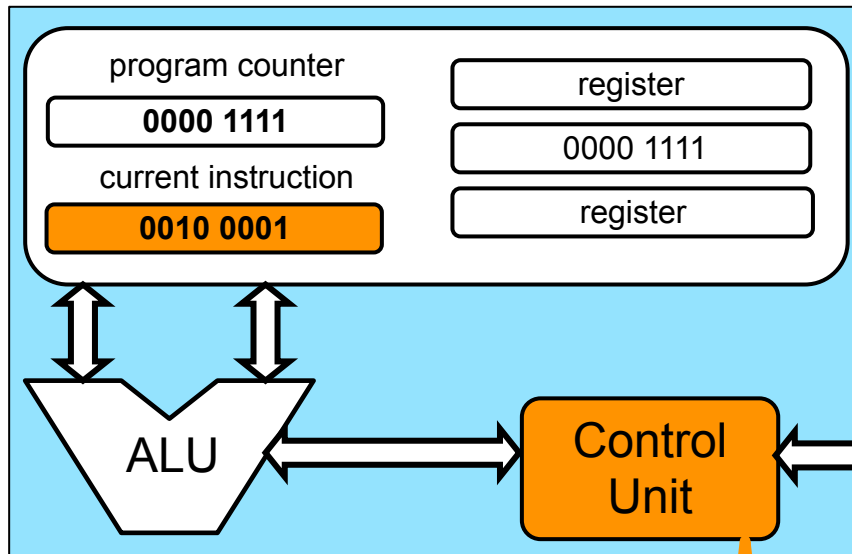 program counter
0000 1111
current instruction
0010 0001
register
0000 1111
register
ALU
Control
Unit